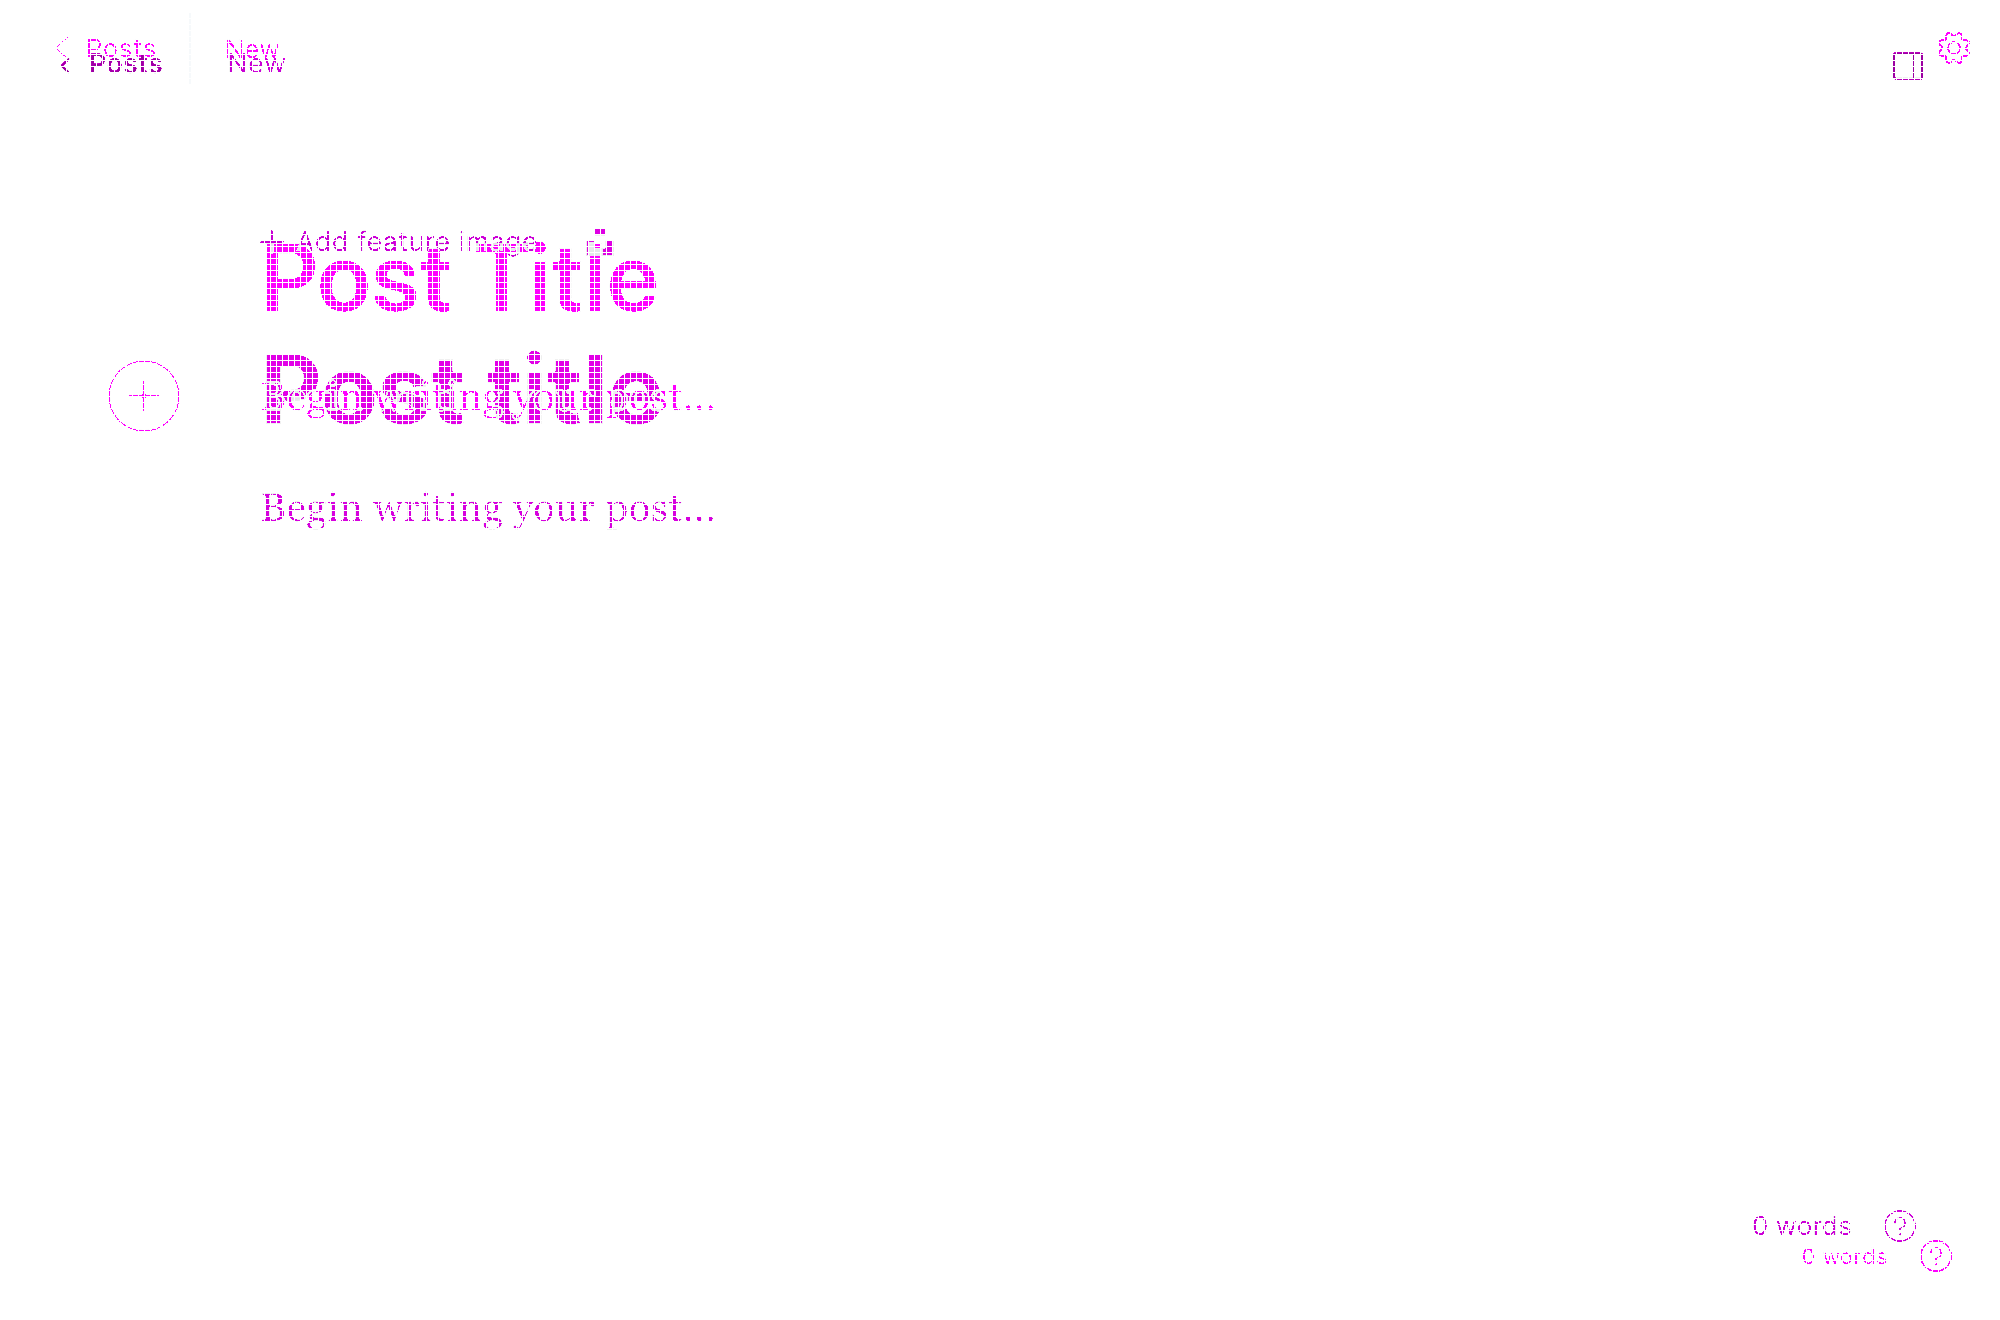 Posts New
Posts New
+ Add feature image
Post Title
Post title
Begin writing your post...
Begin writing your post...
0 words ?
0 words ?